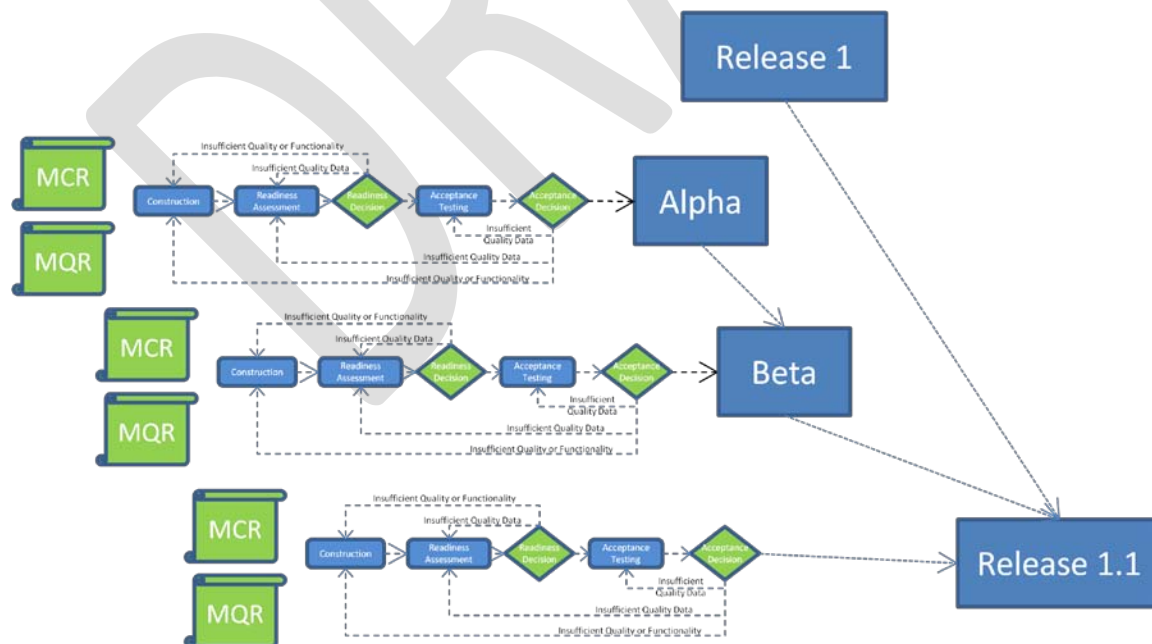 Release 1
Insufficient Quality or Functionality
Insufficient Quality Data
MCR
Construction
Readiness
Assessment
Readiness
Decision
Acceptance
Testing
Acceptance
Decision
Alpha
Insufficient
Quality Data
Insufficient Quality Data
Insufficient Quality or Functionality
MQR
Insufficient Quality or Functionality
Insufficient Quality Data
MCR
Construction
Readiness
Assessment
Readiness
Decision
Acceptance
Testing
Acceptance
Decision
Beta
Insufficient
Quality Data
Insufficient Quality Data
Insufficient Quality or Functionality
MQR
Insufficient Quality or Functionality
Insufficient Quality Data
MCR
Construction
Readiness
Assessment
Readiness
Decision
Acceptance
Testing
Acceptance
Decision
Release 1.1
Insufficient
Quality Data
Insufficient Quality Data
Insufficient Quality or Functionality
MQR